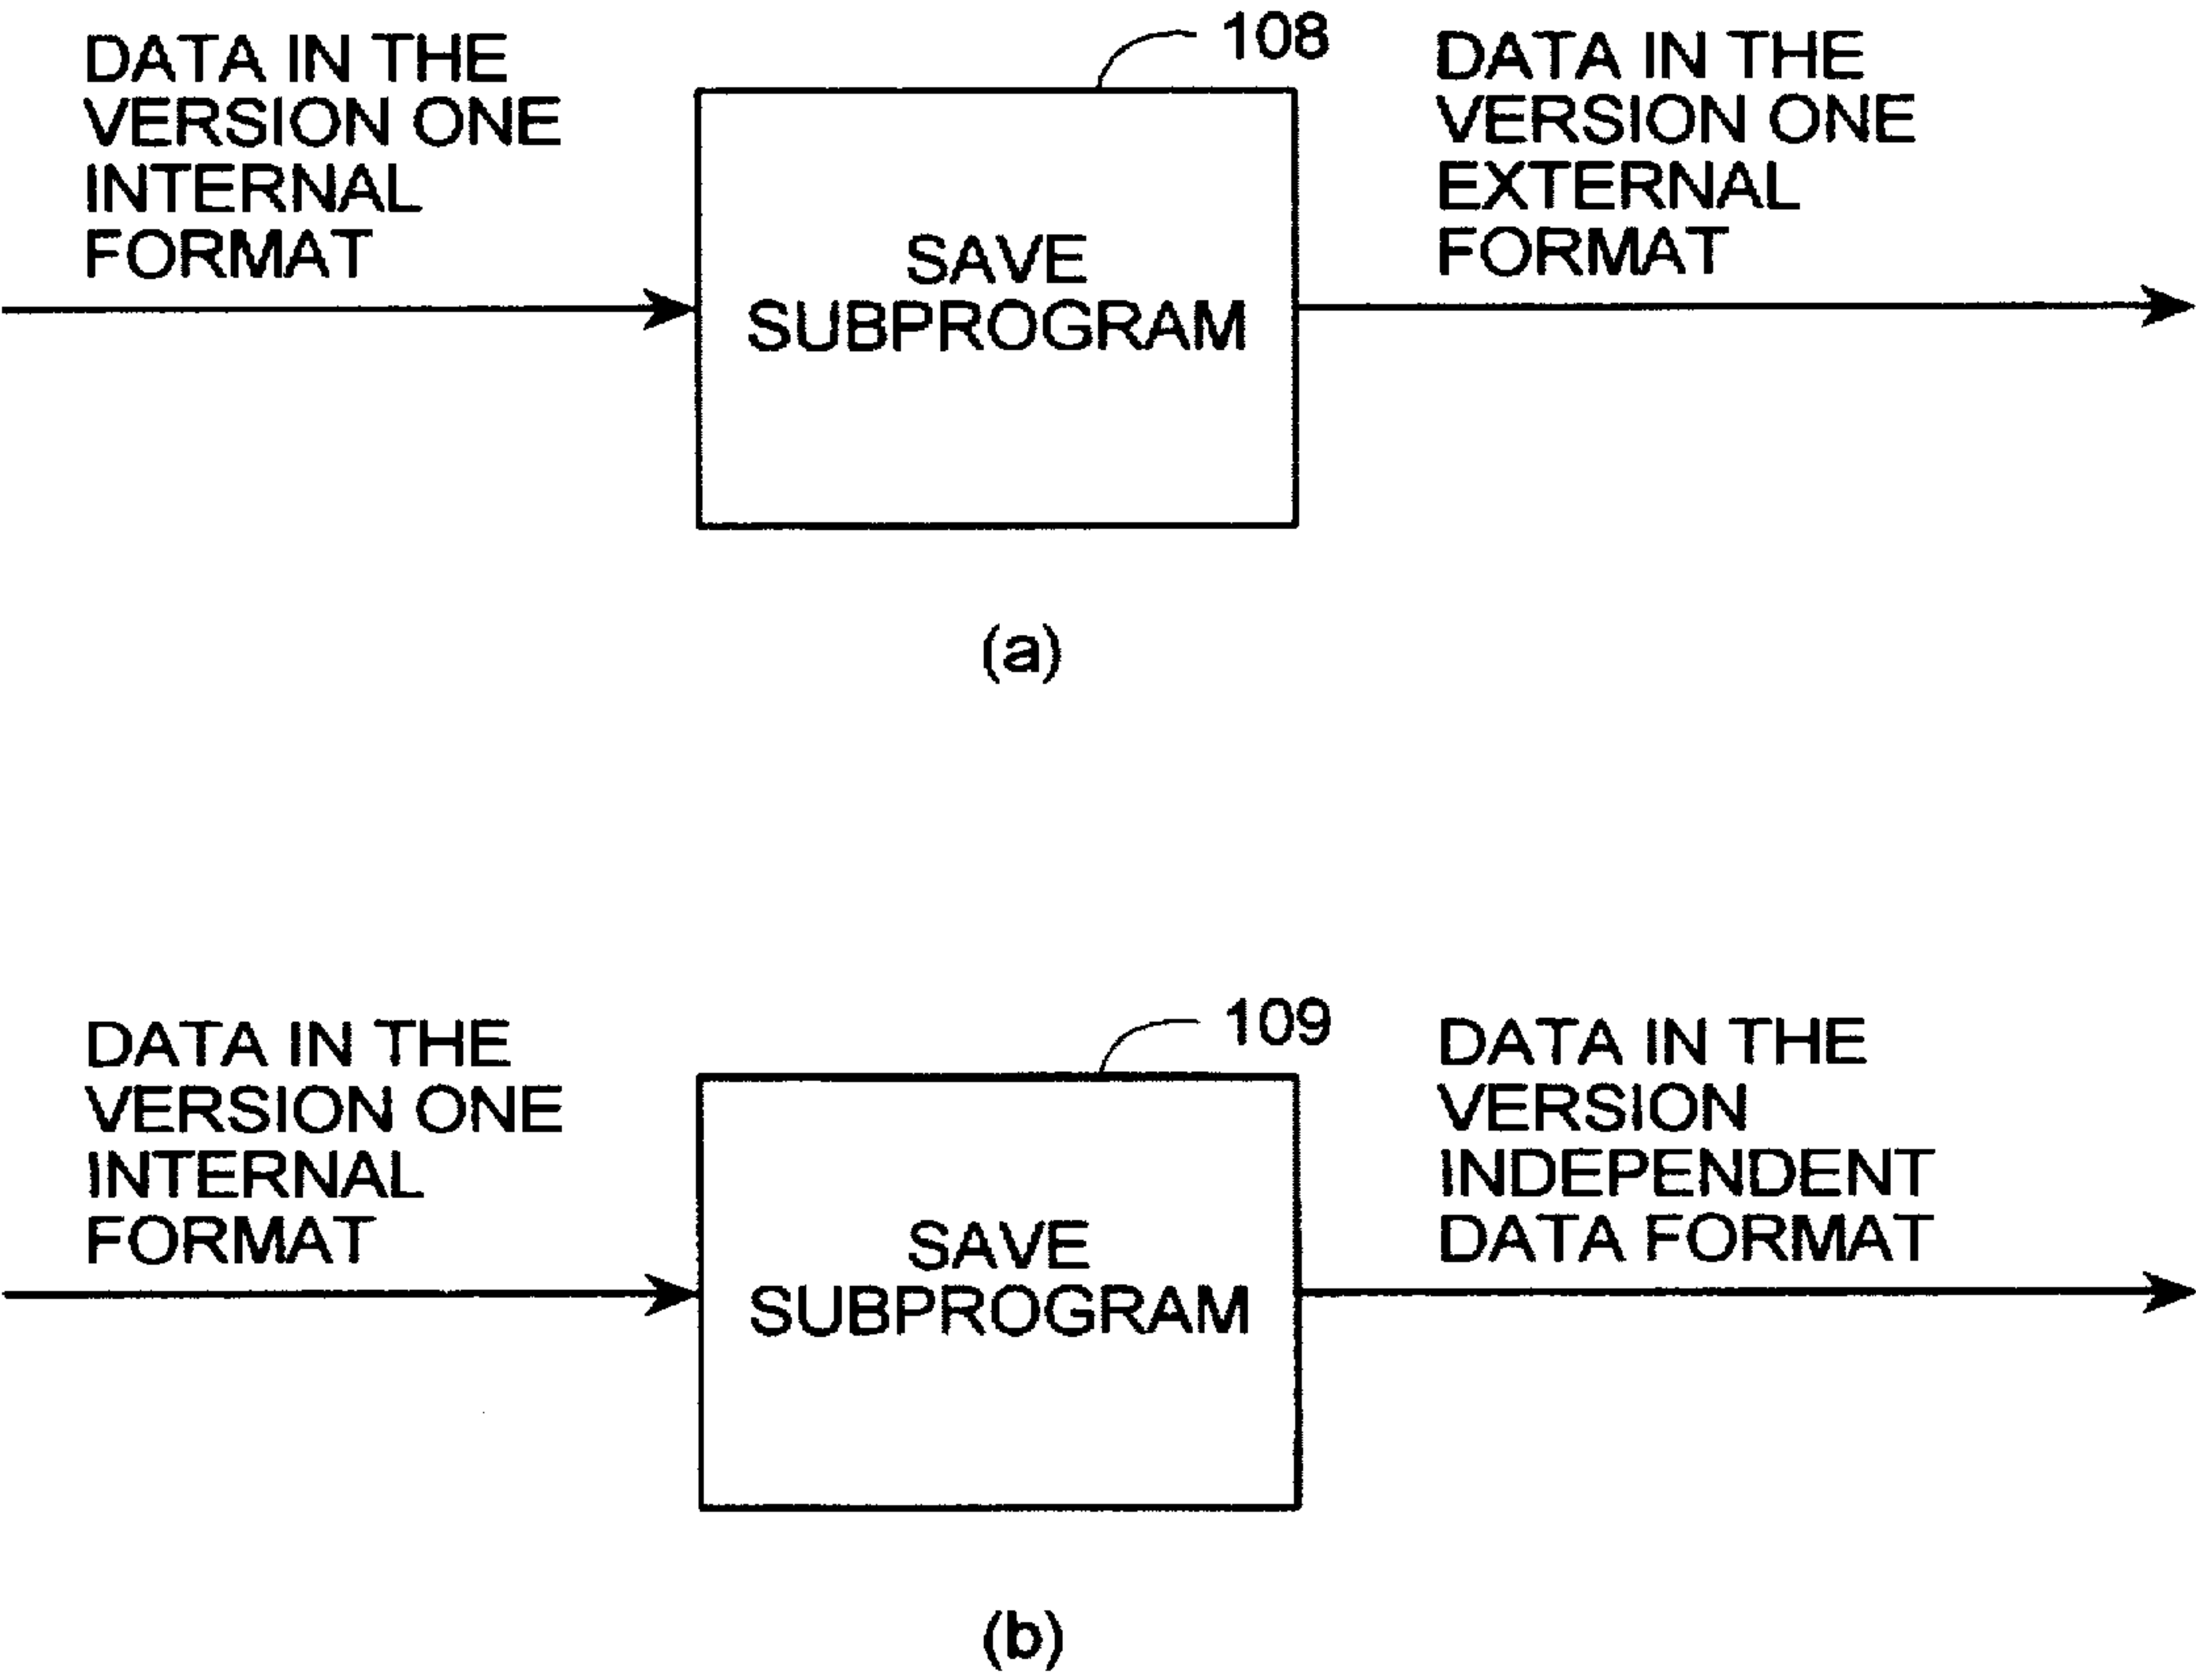 108
DATA IN THE
VERSION ONE
INTERNAL
FORMAT
SAVE
SUBPROGRAM
DATA IN THE
VERSION ONE
EXTERNAL
FORMAT
(a)
109
DATA IN THE
VERSION ONE
INTERNAL
FORMAT
SAVE
SUBPROGRAM
DATA IN THE
VERSION
INDEPENDENT
DATA FORMAT
(b)